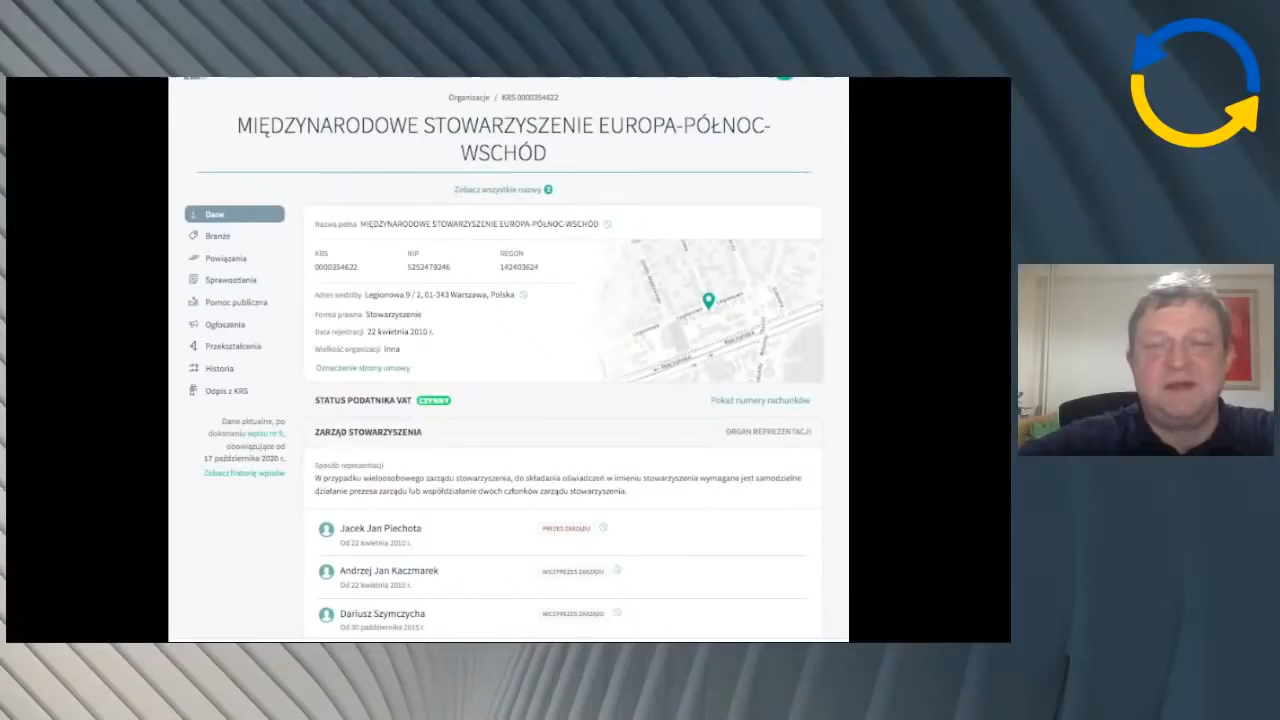 Organizacje / KRS 0000354622
MIĘDZYNARODOWE STOWARZYSZENIE EUROPA-PÓŁNOC-
WSCHÓD
Zobacz wszystkie nazwy 2
1 Dane
Branże
Powiązania
Sprawozdania
Pomoc publiczna
Ogłoszenia
Przekształcenia
Historia
Odpis z KRS
Dane aktualne, po
dokonaniu wpisu nr 9,
obowiązujące od
17 października 2020 r.
Zobacz historię wpisów
Nazwa pełna MIĘDZYNARODOWE STOWARZYSZENIE EUROPA-PÓŁNOC-WSCHÓD
KRS NIP REGON
0000354622 5252479246 142403624
Adres siedziby Legionowa 9 / 2, 01-343 Warszawa, Polska
Forma prawna Stowarzyszenie
Data rejestracji 22 kwietnia 2010 r.
Wielkość organizacji Inna
Oznaczenie strony umowy
Legionowa
Legionowa
Połczyńska
Połczyńska
STATUS PODATNIKA VAT CZYNNY Pokaż numery rachunków
ZARZĄD STOWARZYSZENIA ORGAN REPREZENTACJI
Sposób reprezentacji
W przypadku wieloosobowego zarządu stowarzyszenia, do składania oświadczeń w imieniu stowarzyszenia wymagane jest samodzielne
działanie prezesa zarządu lub współdziałanie dwóch członków zarządu stowarzyszenia.
Jacek Jan Piechota PREZES ZARZĄDU
Od 22 kwietnia 2010 r.
Andrzej Jan Kaczmarek WICEPREZES ZARZĄDU
Od 22 kwietnia 2010 r.
Dariusz Szymczycha WICEPREZES ZARZĄDU
Od 30 października 2015 r.